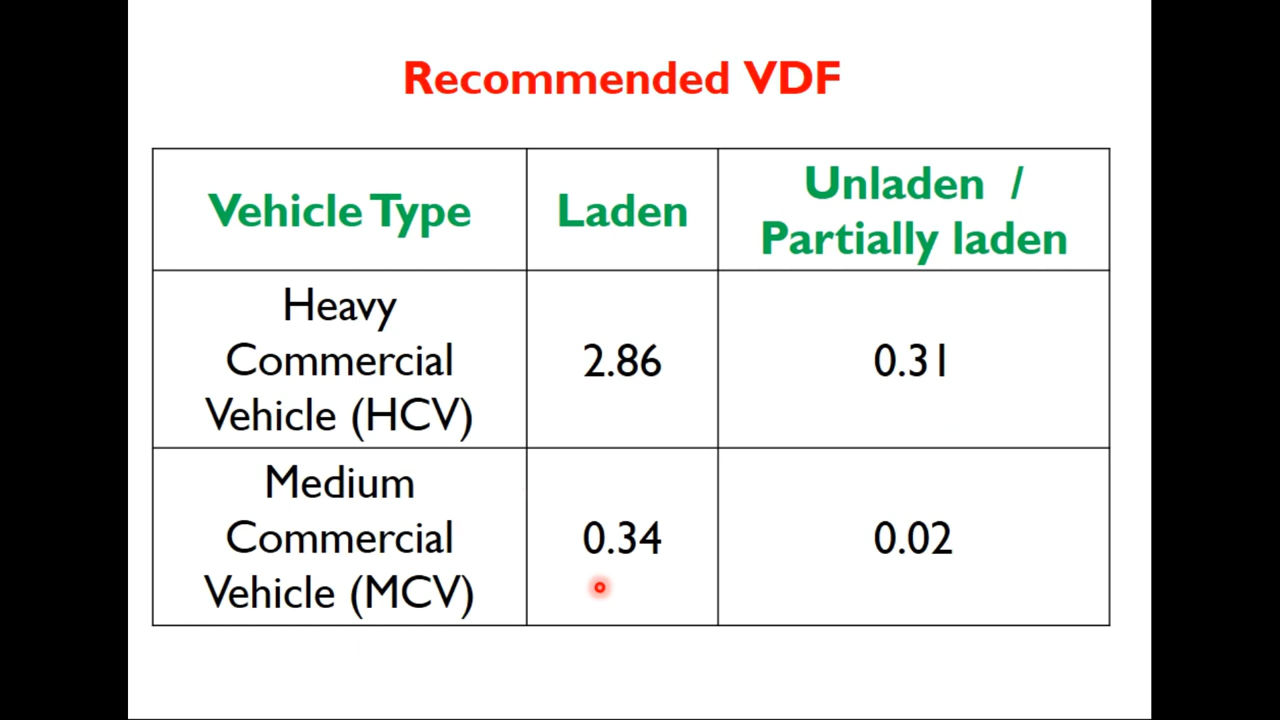 Recommended VDF
Vehicle Type
Laden
Unladen /
Partially laden
Heavy
Commercial
Vehicle (HCV)
2.86
0.31
Medium
Commercial
Vehicle (MCV)
0.34
0.02